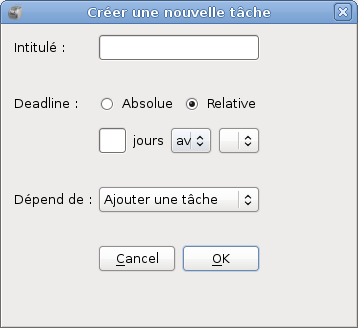 Créer une nouvelle tâche
Intitulé :
Deadline : Absolue Relative
jours av
Dépend de : Ajouter une tâche
Cancel OK